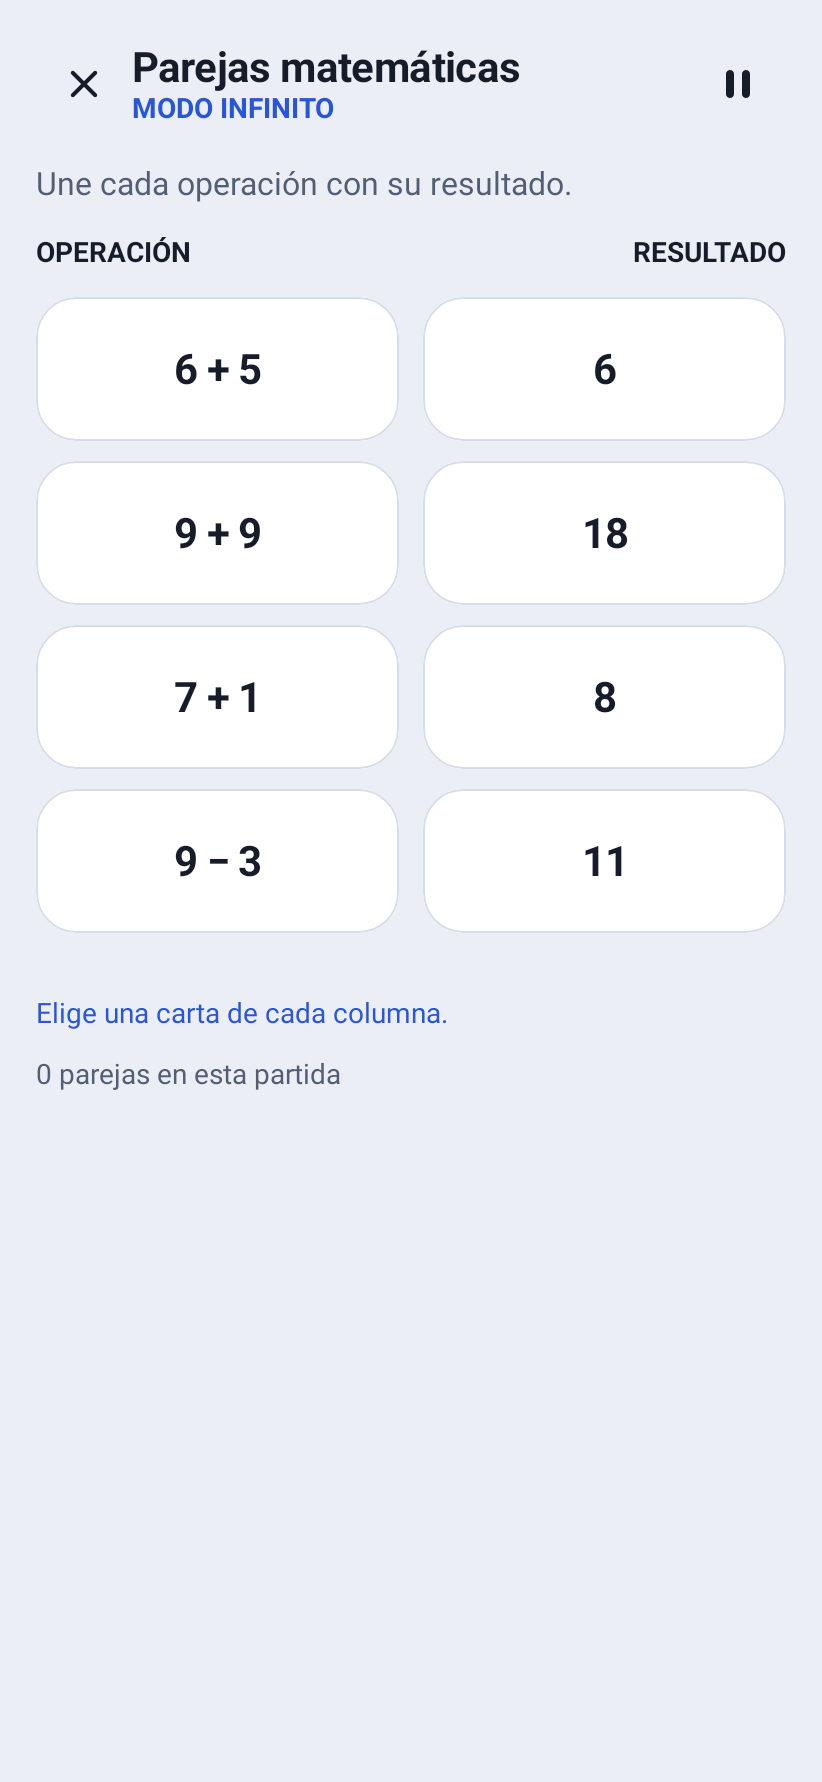 Parejas matemáticas
MODO INFINITO
Une cada operación con su resultado.
OPERACIÓN RESULTADO
6 + 5 6
9 + 9 18
7 + 1 8
9 − 3 11
Elige una carta de cada columna.
0 parejas en esta partida